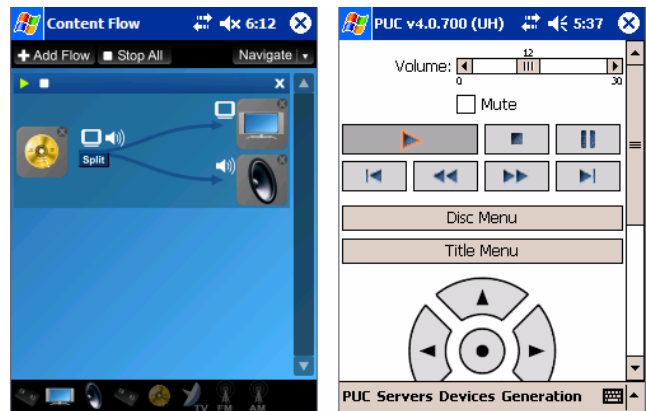 Content Flow 6:12
Add Flow Stop All Navigate
x
Split
TV FM AM
PUC v4.0.700 (UH) 5:37
12
Volume:
0 30
Mute
Disc Menu
Title Menu
PUC Servers Devices Generation